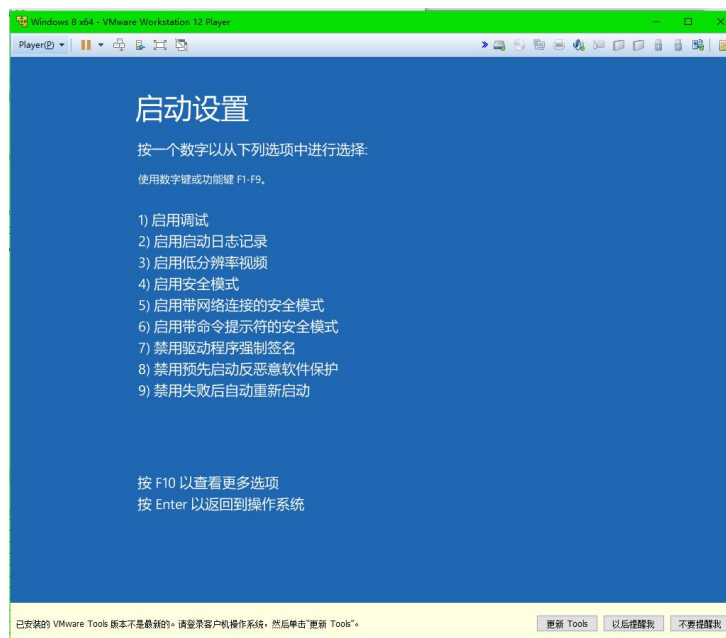 Windows 8 x64 - VMware Workstation 12 Player
Player(P)
启动设置
按一个数字以从下列选项中进行选择:
使用数字键或功能键 F1-F9。
1) 启用调试
2) 启用启动日志记录
3) 启用低分辨率视频
4) 启用安全模式
5) 启用带网络连接的安全模式
6) 启用带命令提示符的安全模式
7) 禁用驱动程序强制签名
8) 禁用预先启动反恶意软件保护
9) 禁用失败后自动重新启动
按 F10 以查看更多选项
按 Enter 以返回到操作系统
已安装的 VMware Tools 版本不是最新的。请登录客户机操作系统，然后单击“更新 Tools”。 更新 Tools 以后提醒我 不要提醒我